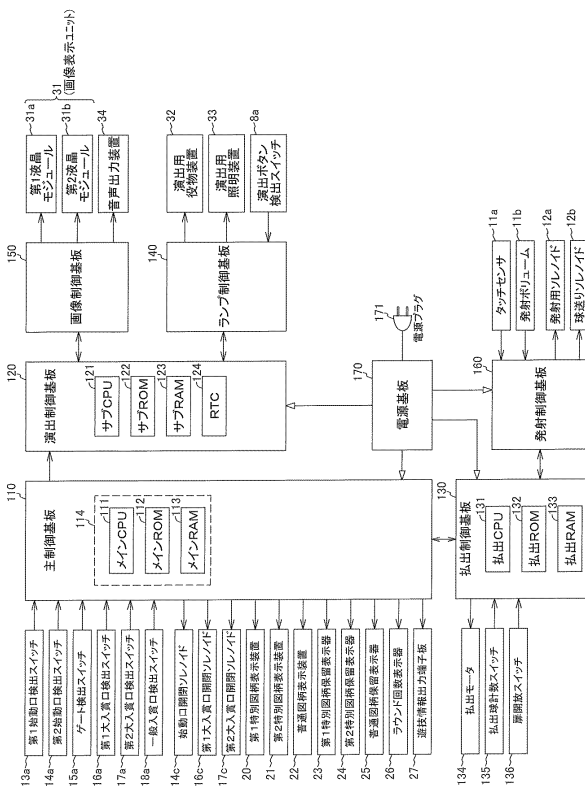 13a 第1始動口検出スイッチ
14a 第2始動口検出スイッチ
15a ゲート検出スイッチ
16a 第1大入賞口検出スイッチ
17a 第2大入賞口検出スイッチ
18a 一般入賞口検出スイッチ
14c 始動口開閉ソレノイド
16c 第1大入賞口開閉ソレノイド
17c 第2大入賞口開閉ソレノイド
20 第1特別図柄表示装置
21 第2特別図柄表示装置
22 普通図柄表示装置
23 第1特別図柄保留表示器
24 第2特別図柄保留表示器
25 普通図柄保留表示器
26 ラウンド回数表示器
27 遊技情報出力端子板
110
主制御基板
114
111
メインCPU
112
メインROM
113
メインRAM
134 払出モータ
135 払出球計数スイッチ
136 扉開放スイッチ
130
払出制御基板
131
払出CPU
132
払出ROM
133
払出RAM
120
演出制御基板
121
サブCPU
122
サブROM
123
サブRAM
124
RTC
170
電源基板
171
電源プラグ
150
画像制御基板
140
ランプ制御基板
160
発射制御基板
第1液晶
モジュール
31a
第2液晶
モジュール
31b
31
(画像表示ユニット)
音声出力装置
34
演出用
役物装置
32
演出用
照明装置
33
演出ボタン
検出スイッチ
8a
タッチセンサ
11a
発射ボリューム
11b
発射用ソレノイド
12a
球送りソレノイド
12b